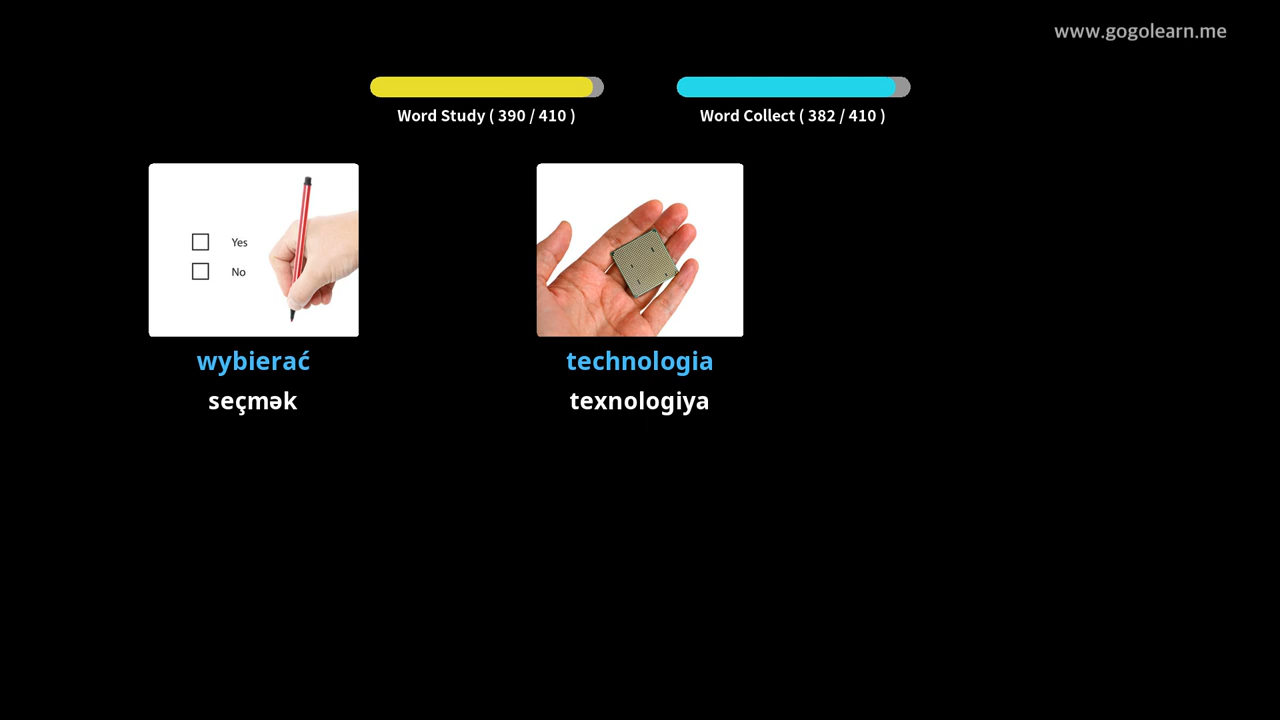 www.gogolearn.me
Word Study ( 390 / 410 )
Word Collect ( 382 / 410 )
Yes
No
wybierać
seçmək
technologia
texnologiya